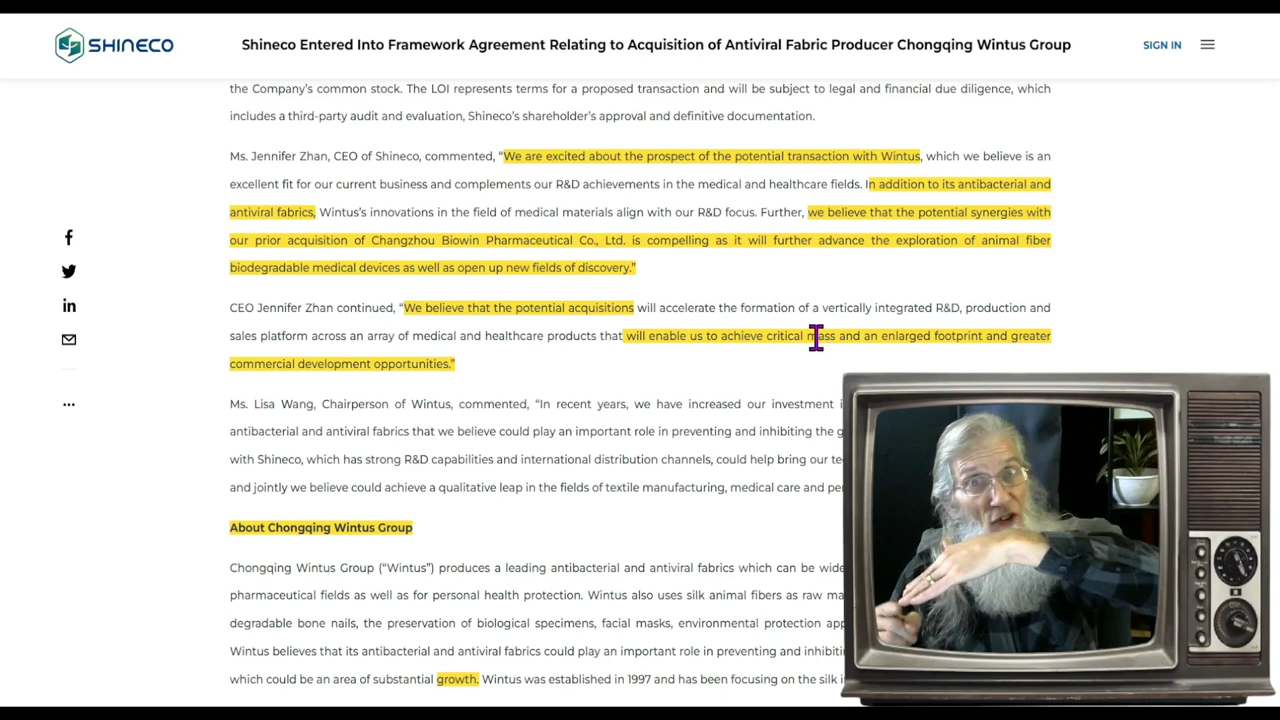 SHINECO
Shineco Entered Into Framework Agreement Relating to Acquisition of Antiviral Fabric Producer Chongqing Wintus Group
SIGN IN
the Company's common stock. The LOI represents terms for a proposed transaction and will be subject to legal and financial due diligence, which
includes a third-party audit and evaluation, Shineco's shareholder's approval and definitive documentation.
Ms. Jennifer Zhan, CEO of Shineco, commented, “We are excited about the prospect of the potential transaction with Wintus, which we believe is an
excellent fit for our current business and complements our R&D achievements in the medical and healthcare fields. In addition to its antibacterial and
antiviral fabrics, Wintus's innovations in the field of medical materials align with our R&D focus. Further, we believe that the potential synergies with
our prior acquisition of Changzhou Biowin Pharmaceutical Co., Ltd. is compelling as it will further advance the exploration of animal fiber
biodegradable medical devices as well as open up new fields of discovery.”
CEO Jennifer Zhan continued, “We believe that the potential acquisitions will accelerate the formation of a vertically integrated R&D, production and
sales platform across an array of medical and healthcare products that will enable us to achieve critical mass and an enlarged footprint and greater
commercial development opportunities.”
Ms. Lisa Wang, Chairperson of Wintus, commented, “In recent years, we have increased our investment
antibacterial and antiviral fabrics that we believe could play an important role in preventing and inhibiting the
with Shineco, which has strong R&D capabilities and international distribution channels, could help bring our
and jointly we believe could achieve a qualitative leap in the fields of textile manufacturing, medical care and
About Chongqing Wintus Group
Chongqing Wintus Group (“Wintus”) produces a leading antibacterial and antiviral fabrics which can be
pharmaceutical fields as well as for personal health protection. Wintus also uses silk animal fibers as raw
degradable bone nails, the preservation of biological specimens, facial masks, environmental protection
Wintus believes that its antibacterial and antiviral fabrics could play an important role in preventing and
which could be an area of substantial growth. Wintus was established in 1997 and has been focusing on the silk